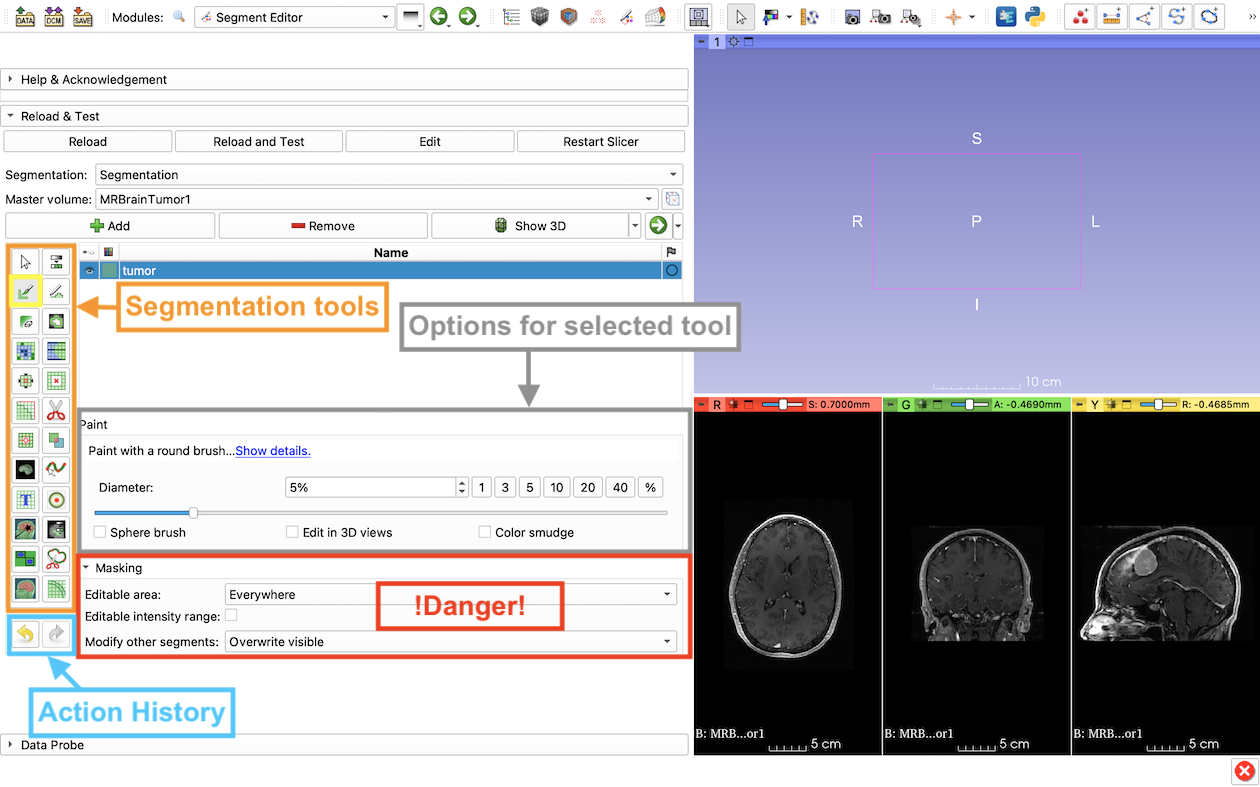 DATA DCM SAVE Modules: Segment Editor »
1
Help & Acknowledgement
Reload & Test
Reload Reload and Test Edit Restart Slicer
Segmentation: Segmentation
Master volume: MRBrainTumor1
Add Remove Show 3D
Name
tumor
Segmentation tools
Options for selected tool
Paint
Paint with a round brush...Show details.
Diameter: 5% 1 3 5 10 20 40 %
Sphere brush Edit in 3D views Color smudge
Masking
Editable area: Everywhere
!Danger!
Editable intensity range:
Modify other segments: Overwrite visible
Action History
Data Probe
S
R P L
I
10 cm
R S: 0.7000mm
G A: -0.4690mm
Y R: -0.4685mm
B: MRB...or1
5 cm
B: MRB...or1
5 cm
B: MRB...or1
5 cm